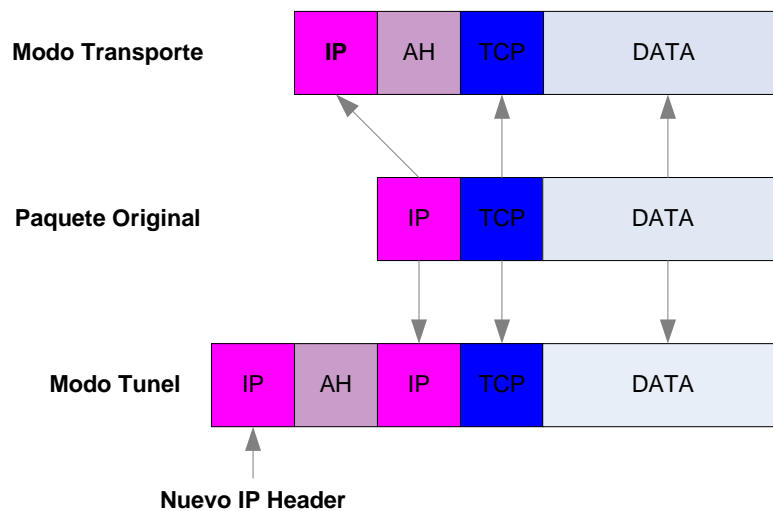 Modo Transporte IP AH TCP DATA
Paquete Original IP TCP DATA
Modo Tunel IP AH IP TCP DATA
Nuevo IP Header